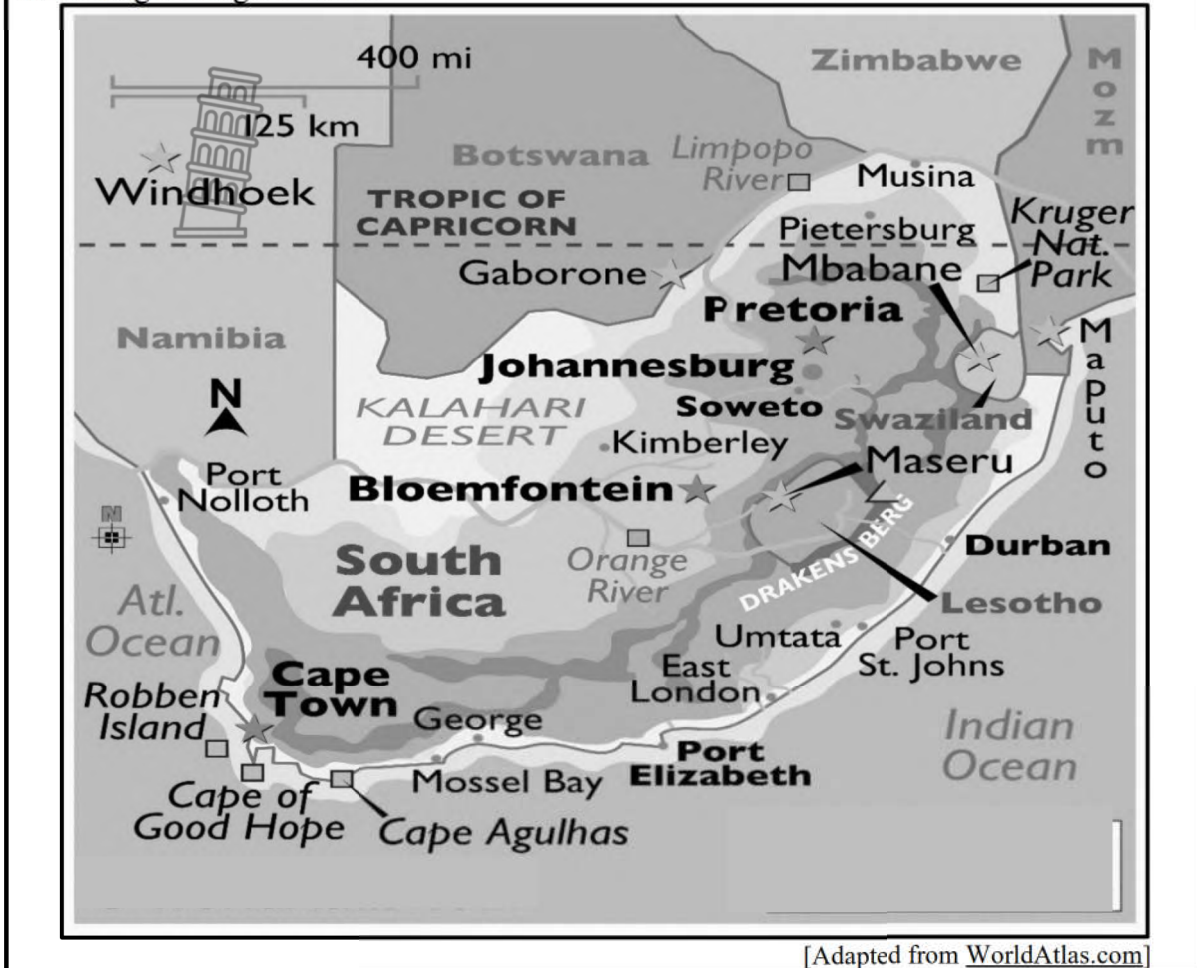 400 mi
125 km
Zimbabwe
Mozm
Botswana
Limpopo
River
Musina
Windhoek
TROPIC OF
CAPRICORN
Pietersburg
Kruger
Nat.
Park
Gaborone
Mbabane
Pretoria
Namibia
Maputo
Johannesburg
N
KALAHARI
DESERT
Soweto
Swaziland
Kimberley
Maseru
Port
Nolloth
Bloemfontein
N
South
Africa
Orange
River
DRAKENSBERG
Durban
Lesotho
Atl.
Ocean
Umtata
Port
St. Johns
East
London
Cape
Town
Robben
Island
George
Indian
Ocean
Port
Elizabeth
Mossel Bay
Cape of
Good Hope
Cape Agulhas
[Adapted from WorldAtlas.com]